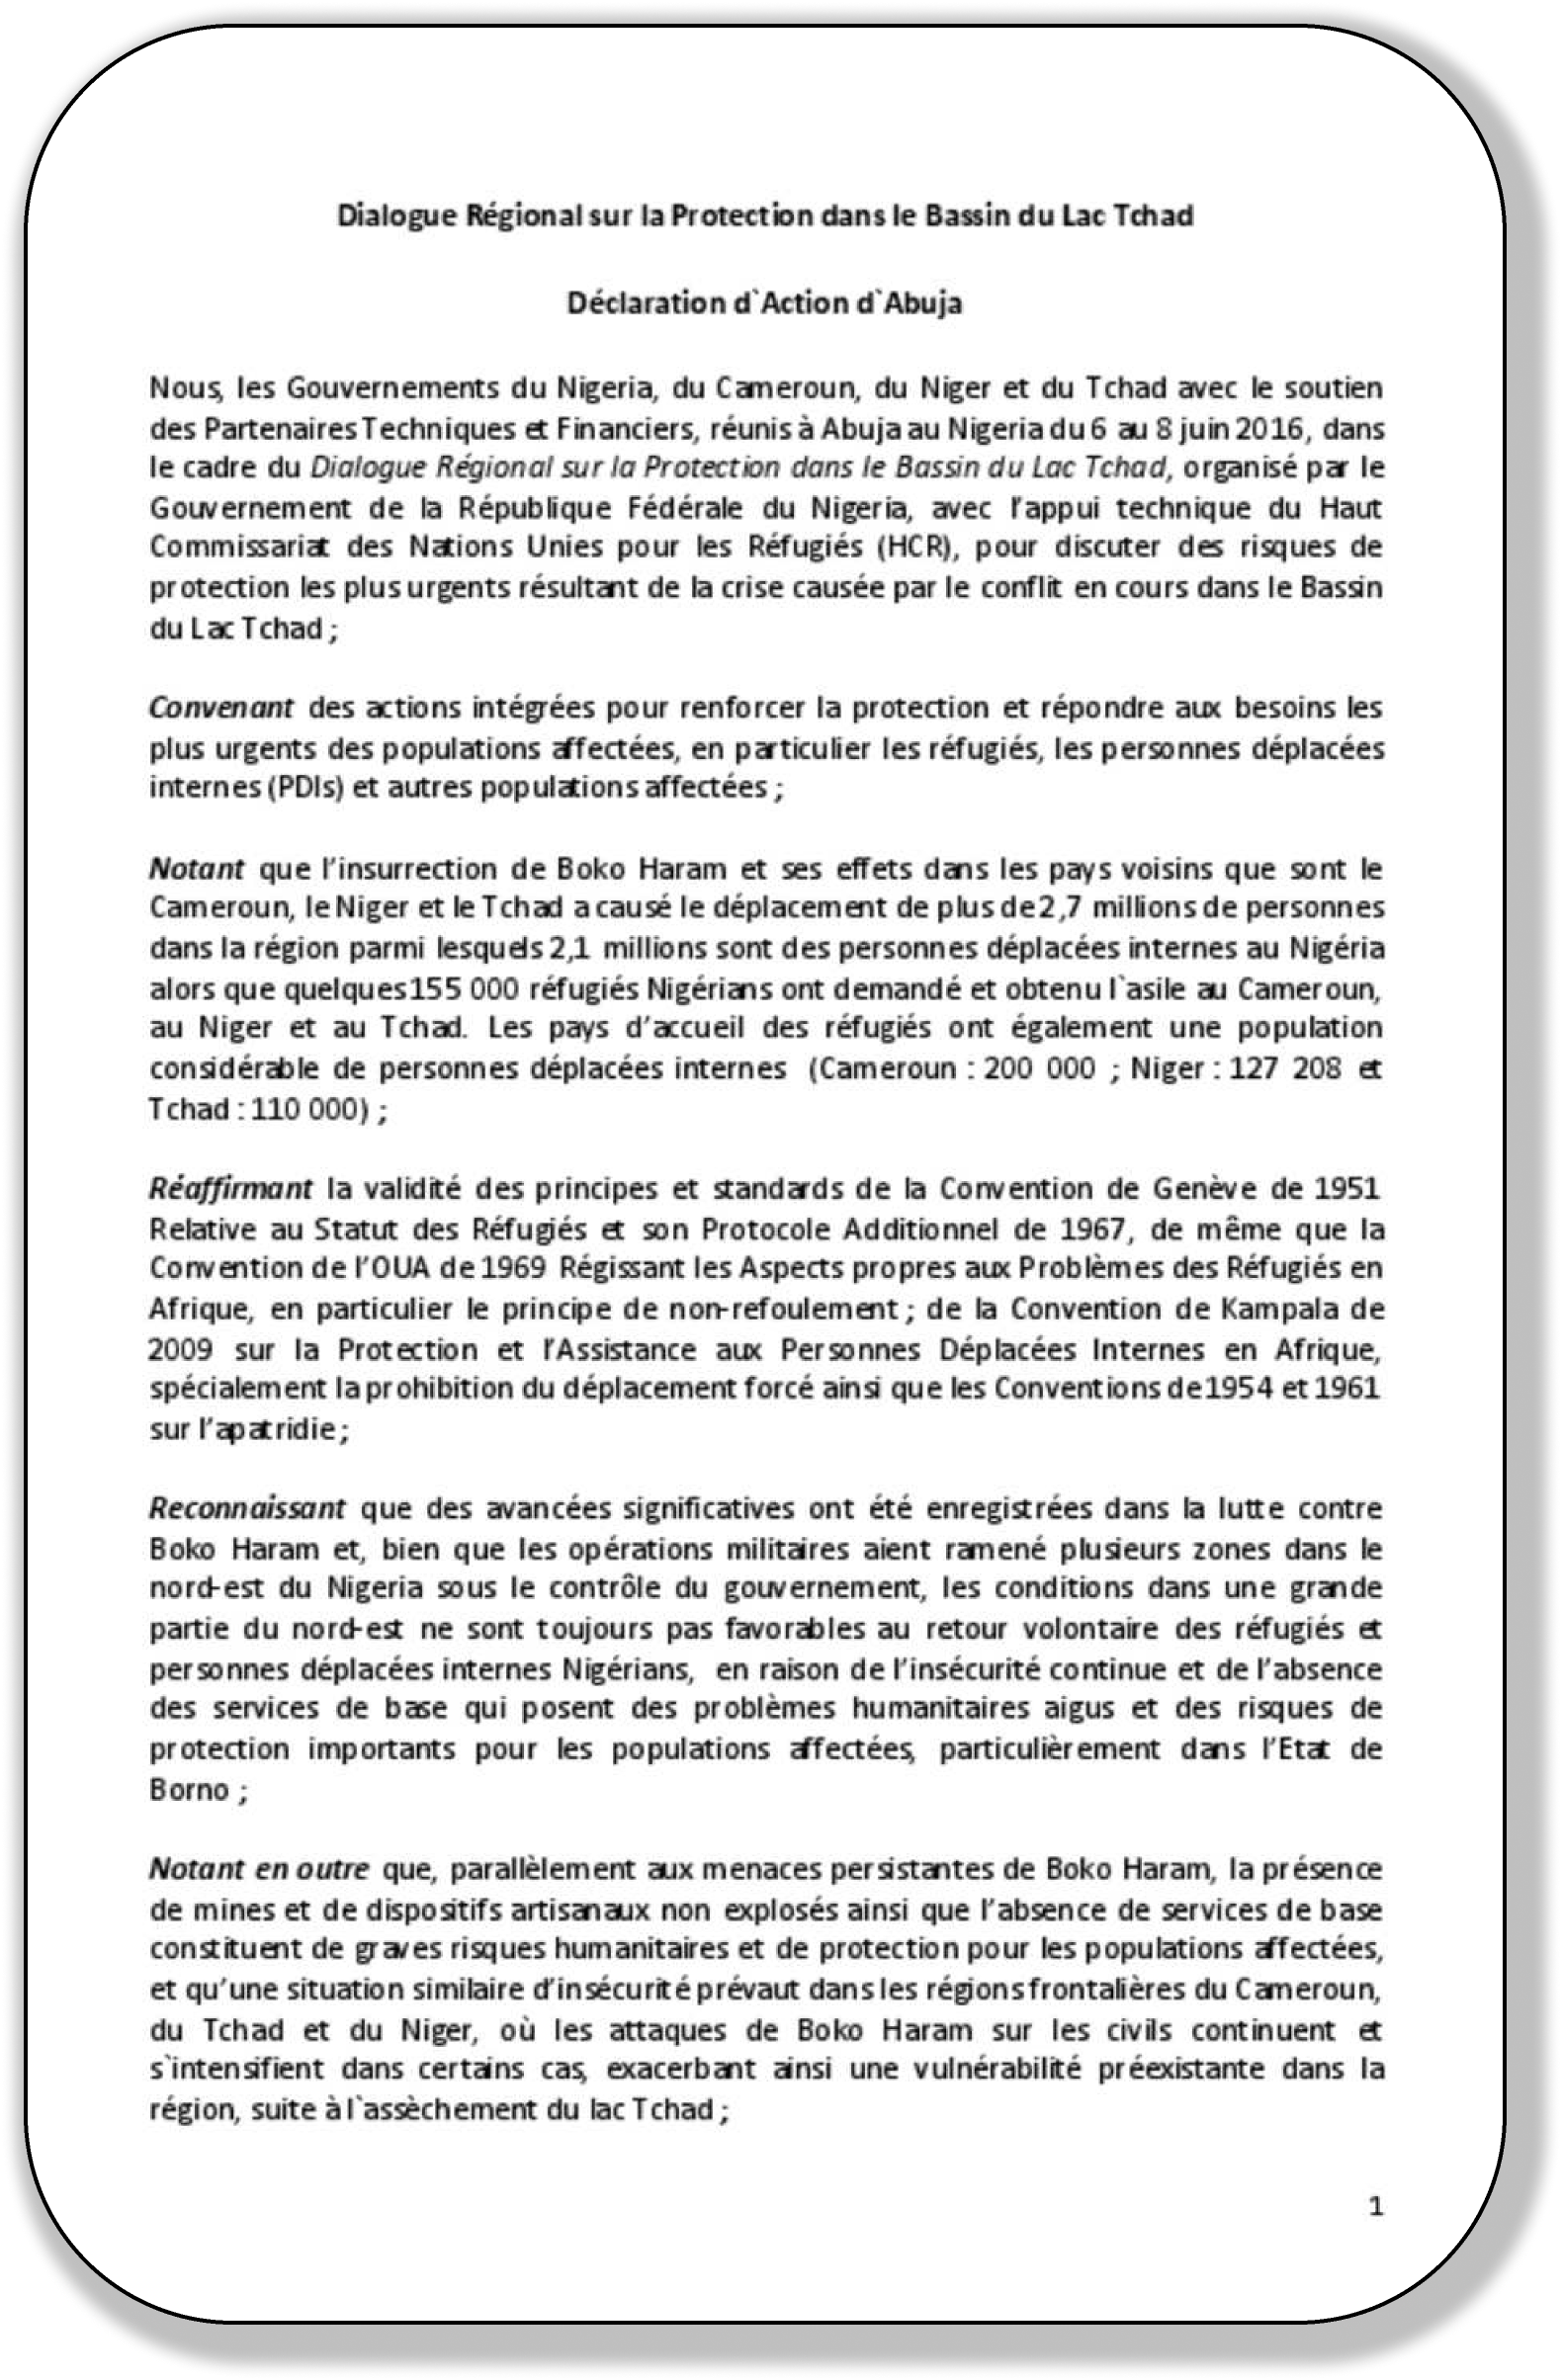 Dialogue Régional sur la Protection dans le Bassin du Lac Tchad
Déclaration d`Action d`Abuja
Nous, les Gouvernements du Nigeria, du Cameroun, du Niger et du Tchad avec le soutien
des Partenaires Techniques et Financiers, réunis à Abuja au Nigeria du 6 au 8 juin 2016, dans
le cadre du Dialogue Régional sur la Protection dans le Bassin du Lac Tchad, organisé par le
Gouvernement de la République Fédérale du Nigeria, avec l’appui technique du Haut
Commissariat des Nations Unies pour les Réfugiés (HCR), pour discuter des risques de
protection les plus urgents résultant de la crise causée par le conflit en cours dans le Bassin
du Lac Tchad ;
Convenant des actions intégrées pour renforcer la protection et répondre aux besoins les
plus urgents des populations affectées, en particulier les réfugiés, les personnes déplacées
internes (PDIs) et autres populations affectées ;
Notant que l’insurrection de Boko Haram et ses effets dans les pays voisins que sont le
Cameroun, le Niger et le Tchad a causé le déplacement de plus de 2,7 millions de personnes
dans la région parmi lesquels 2,1 millions sont des personnes déplacées internes au Nigéria
alors que quelques 155 000 réfugiés Nigérians ont demandé et obtenu l`asile au Cameroun,
au Niger et au Tchad. Les pays d’accueil des réfugiés ont également une population
considérable de personnes déplacées internes (Cameroun : 200 000 ; Niger : 127 208 et
Tchad : 110 000) ;
Réaffirmant la validité des principes et standards de la Convention de Genève de 1951
Relative au Statut des Réfugiés et son Protocole Additionnel de 1967, de même que la
Convention de l’OUA de 1969 Régissant les Aspects propres aux Problèmes des Réfugiés en
Afrique, en particulier le principe de non-refoulement ; de la Convention de Kampala de
2009 sur la Protection et l’Assistance aux Personnes Déplacées Internes en Afrique,
spécialement la prohibition du déplacement forcé ainsi que les Conventions de 1954 et 1961
sur l’apatridie ;
Reconnaissant que des avancées significatives ont été enregistrées dans la lutte contre
Boko Haram et, bien que les opérations militaires aient ramené plusieurs zones dans le
nord-est du Nigeria sous le contrôle du gouvernement, les conditions dans une grande
partie du nord-est ne sont toujours pas favorables au retour volontaire des réfugiés et
personnes déplacées internes Nigérians, en raison de l’insécurité continue et de l’absence
des services de base qui posent des problèmes humanitaires aigus et des risques de
protection importants pour les populations affectées, particulièrement dans l’Etat de
Borno ;
Notant en outre que, parallèlement aux menaces persistantes de Boko Haram, la présence
de mines et de dispositifs artisanaux non explosés ainsi que l’absence de services de base
constituent de graves risques humanitaires et de protection pour les populations affectées,
et qu’une situation similaire d’insécurité prévaut dans les régions frontalières du Cameroun,
du Tchad et du Niger, où les attaques de Boko Haram sur les civils continuent et
s`intensifient dans certains cas, exacerbant ainsi une vulnérabilité préexistante dans la
région, suite à l`assèchement du lac Tchad ;
1